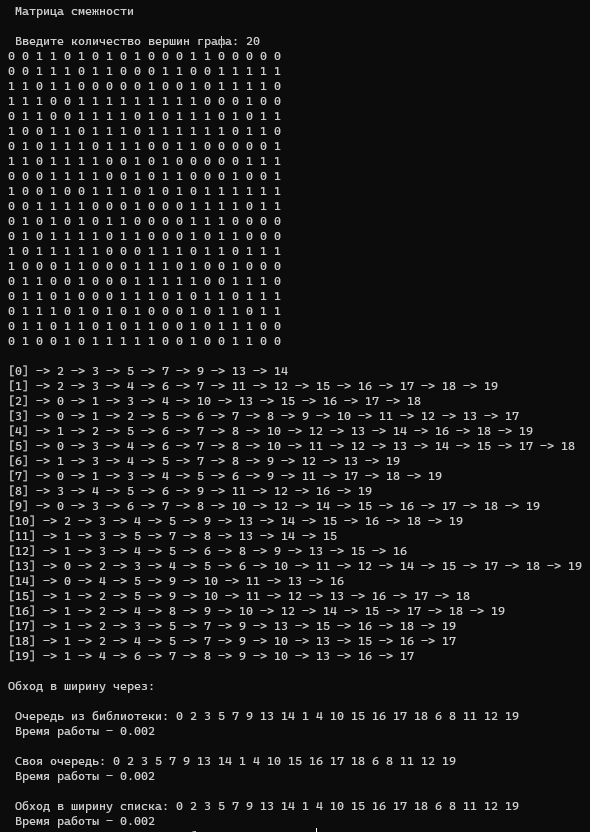 Матрица смежности
Введите количество вершин графа: 20
0 0 1 1 0 1 0 1 0 1 0 0 0 1 1 0 0 0 0 0
0 0 1 1 1 0 1 1 0 0 0 1 1 0 0 1 1 1 1 1
1 1 0 1 1 0 0 0 0 0 1 0 0 1 0 1 1 1 1 0
1 1 1 0 0 1 1 1 1 1 1 1 1 1 0 0 0 1 0 0
0 1 1 0 0 1 1 1 1 0 1 0 1 1 1 0 1 0 1 1
1 0 0 1 1 0 1 1 1 0 1 1 1 1 1 1 0 1 1 0
0 1 0 1 1 1 0 1 1 1 0 0 1 1 0 0 0 0 0 1
1 1 0 1 1 1 1 0 0 1 0 1 0 0 0 0 0 1 1 1
0 0 0 1 1 1 1 0 0 1 0 1 1 0 0 0 1 0 0 1
1 0 0 1 0 0 1 1 1 0 1 0 1 0 1 1 1 1 1 1
0 0 1 1 1 1 0 0 0 1 0 0 0 1 1 1 1 0 1 1
0 1 0 1 0 1 0 1 1 0 0 0 0 1 1 1 0 0 0 0
0 1 0 1 1 1 1 0 1 1 0 0 0 1 0 1 1 0 0 0
1 0 1 1 1 1 1 0 0 0 1 1 1 0 1 1 0 1 1 1
1 0 0 0 1 1 0 0 0 1 1 1 0 1 0 0 1 0 0 0
0 1 1 0 0 1 0 0 0 1 1 1 1 1 0 0 1 1 1 0
0 1 1 0 1 0 0 0 1 1 1 0 1 0 1 1 0 1 1 1
0 1 1 1 0 1 0 1 0 1 0 0 0 1 0 1 1 0 1 1
0 1 1 0 1 1 0 1 0 1 1 0 0 1 0 1 1 1 0 0
0 1 0 0 1 0 1 1 1 1 1 0 0 1 0 0 1 1 0 0
[0] -> 2 -> 3 -> 5 -> 7 -> 9 -> 13 -> 14
[1] -> 2 -> 3 -> 4 -> 6 -> 7 -> 11 -> 12 -> 15 -> 16 -> 17 -> 18 -> 19
[2] -> 0 -> 1 -> 3 -> 4 -> 10 -> 13 -> 15 -> 16 -> 17 -> 18
[3] -> 0 -> 1 -> 2 -> 5 -> 6 -> 7 -> 8 -> 9 -> 10 -> 11 -> 12 -> 13 -> 17
[4] -> 1 -> 2 -> 5 -> 6 -> 7 -> 8 -> 10 -> 12 -> 13 -> 14 -> 16 -> 18 -> 19
[5] -> 0 -> 3 -> 4 -> 6 -> 7 -> 8 -> 10 -> 11 -> 12 -> 13 -> 14 -> 15 -> 17 -> 18
[6] -> 1 -> 3 -> 4 -> 5 -> 7 -> 8 -> 9 -> 12 -> 13 -> 19
[7] -> 0 -> 1 -> 3 -> 4 -> 5 -> 6 -> 9 -> 11 -> 17 -> 18 -> 19
[8] -> 3 -> 4 -> 5 -> 6 -> 9 -> 11 -> 12 -> 16 -> 19
[9] -> 0 -> 3 -> 6 -> 7 -> 8 -> 10 -> 12 -> 14 -> 15 -> 16 -> 17 -> 18 -> 19
[10] -> 2 -> 3 -> 4 -> 5 -> 9 -> 13 -> 14 -> 15 -> 16 -> 18 -> 19
[11] -> 1 -> 3 -> 5 -> 7 -> 8 -> 13 -> 14 -> 15
[12] -> 1 -> 3 -> 4 -> 5 -> 6 -> 8 -> 9 -> 13 -> 15 -> 16
[13] -> 0 -> 2 -> 3 -> 4 -> 5 -> 6 -> 10 -> 11 -> 12 -> 14 -> 15 -> 17 -> 18 -> 19
[14] -> 0 -> 4 -> 5 -> 9 -> 10 -> 11 -> 13 -> 16
[15] -> 1 -> 2 -> 5 -> 9 -> 10 -> 11 -> 12 -> 13 -> 16 -> 17 -> 18
[16] -> 1 -> 2 -> 4 -> 8 -> 9 -> 10 -> 12 -> 14 -> 15 -> 17 -> 18 -> 19
[17] -> 1 -> 2 -> 3 -> 5 -> 7 -> 9 -> 13 -> 15 -> 16 -> 18 -> 19
[18] -> 1 -> 2 -> 4 -> 5 -> 7 -> 9 -> 10 -> 13 -> 15 -> 16 -> 17
[19] -> 1 -> 4 -> 6 -> 7 -> 8 -> 9 -> 10 -> 13 -> 16 -> 17
Обход в ширину через:
Очередь из библиотеки: 0 2 3 5 7 9 13 14 1 4 10 15 16 17 18 6 8 11 12 19
Время работы - 0.002
Своя очередь: 0 2 3 5 7 9 13 14 1 4 10 15 16 17 18 6 8 11 12 19
Время работы - 0.002
Обход в ширину списка: 0 2 3 5 7 9 13 14 1 4 10 15 16 17 18 6 8 11 12 19
Время работы - 0.002